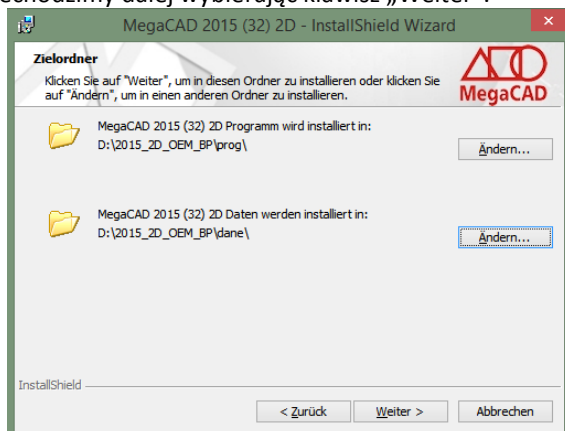 echodzimy dalej wybierając klawisz „Weiter”.
MegaCAD 2015 (32) 2D - InstallShield Wizard
Zielordner
Klicken Sie auf "Weiter", um in diesen Ordner zu installieren oder klicken Sie
auf "Ändern", um in einen anderen Ordner zu installieren.
MegaCAD
MegaCAD 2015 (32) 2D Programm wird installiert in:
D:\2015_2D_OEM_BP\prog\
Ändern...
MegaCAD 2015 (32) 2D Daten werden installiert in:
D:\2015_2D_OEM_BP\dane\
Ändern...
InstallShield
< Zurück Weiter > Abbrechen